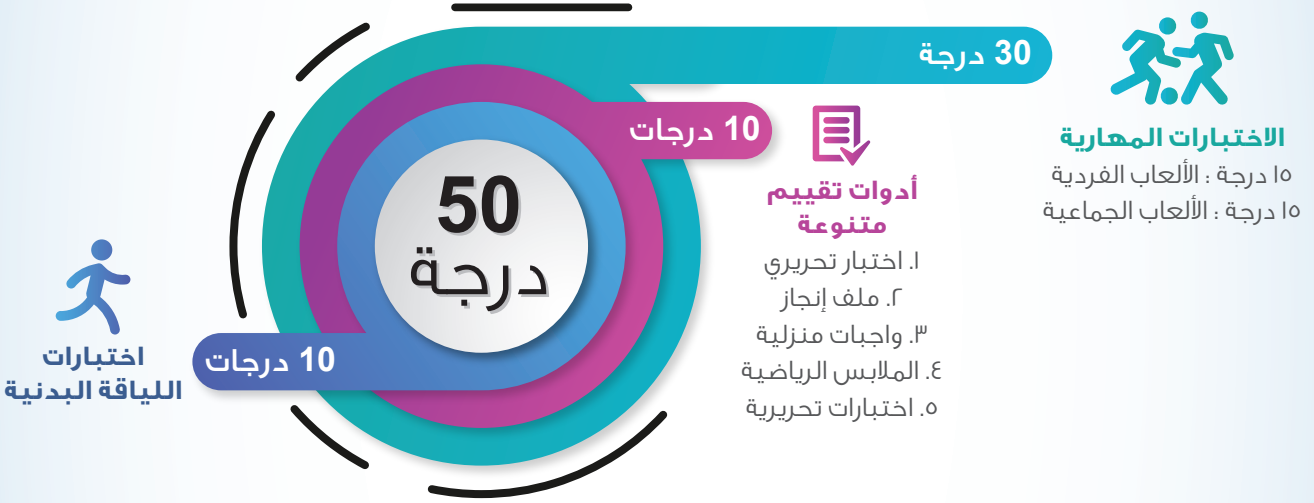 30 درجة
الاختبارات المهارية
١٥ درجة : الألعاب الفردية
١٥ درجة : الألعاب الجماعية
10 درجات
أدوات تقييم
متنوعة
١. اختبار تحريري
٢. ملف إنجاز
٣. واجبات منزلية
٤. الملابس الرياضية
٥. اختبارات تحريرية
50
درجة
10 درجات
اختبارات
اللياقة البدنية